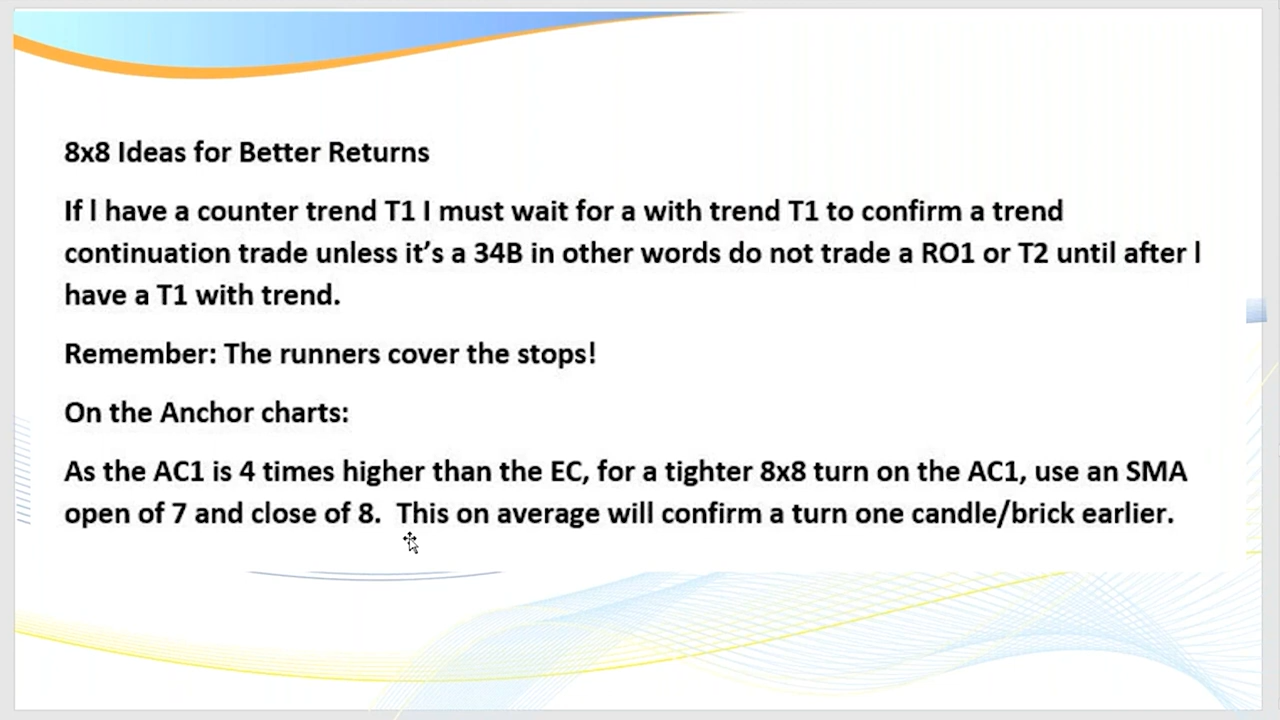 8x8 Ideas for Better Returns
If I have a counter trend T1 I must wait for a with trend T1 to confirm a trend
continuation trade unless it’s a 34B in other words do not trade a RO1 or T2 until after I
have a T1 with trend.
Remember: The runners cover the stops!
On the Anchor charts:
As the AC1 is 4 times higher than the EC, for a tighter 8x8 turn on the AC1, use an SMA
open of 7 and close of 8.  This on average will confirm a turn one candle/brick earlier.